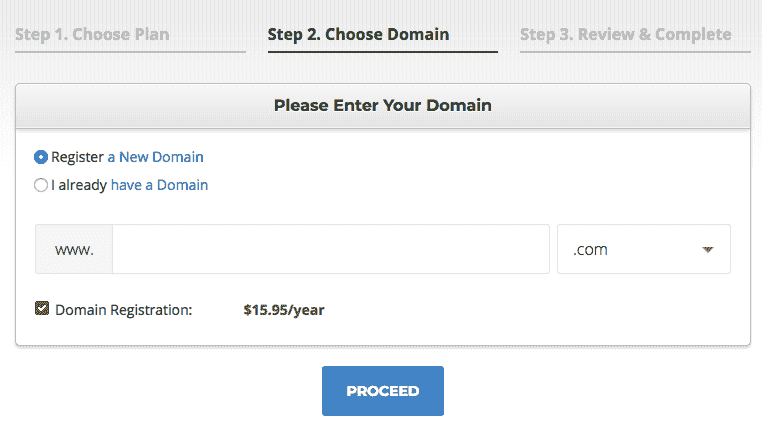 Step 1. Choose Plan
Step 2. Choose Domain
Step 3. Review & Complete
Please Enter Your Domain
Register a New Domain
I already have a Domain
www.
.com
Domain Registration: $15.95/year
PROCEED